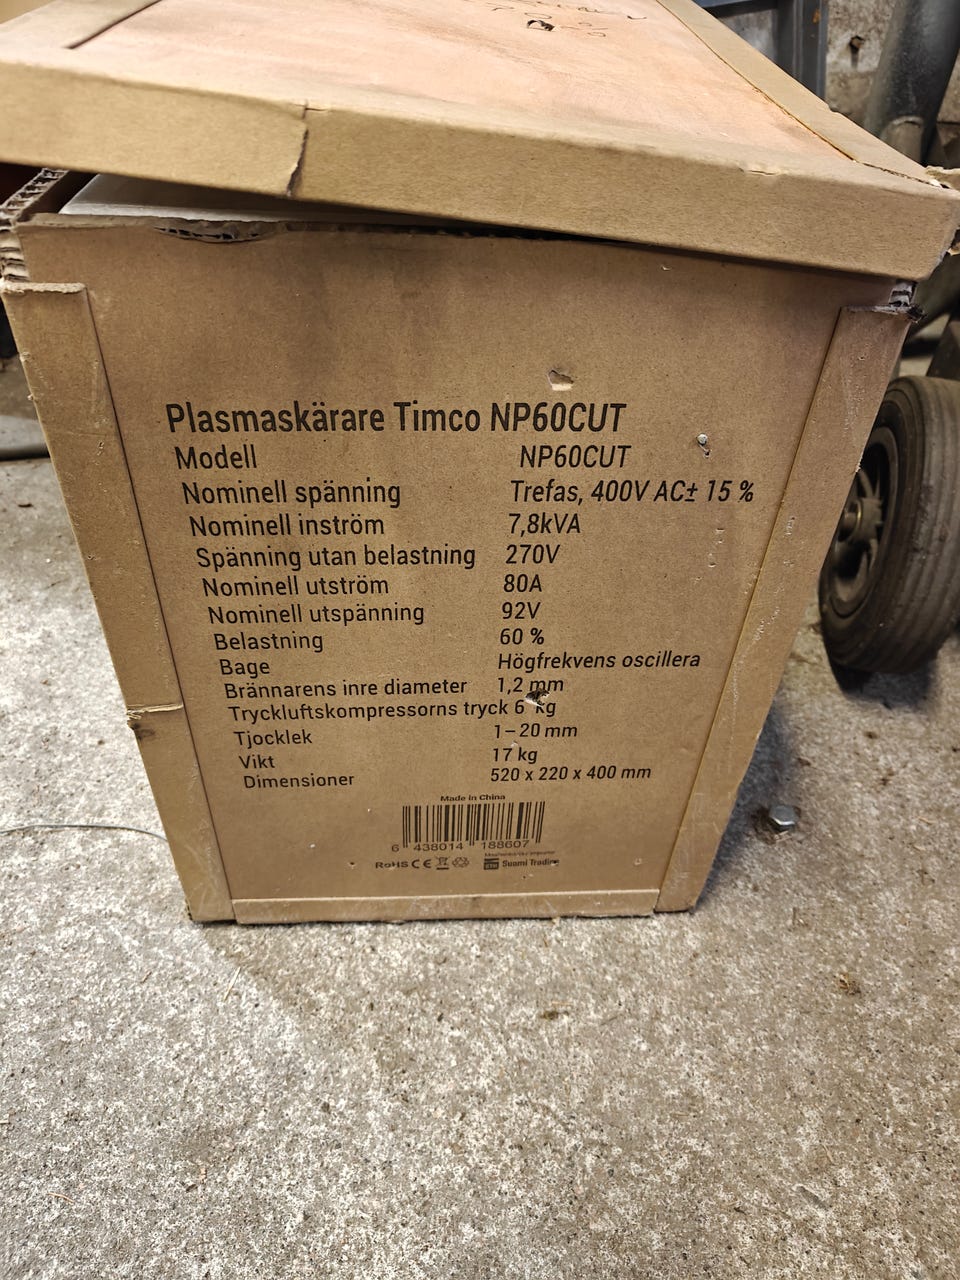 Plasmaskärare Timco NP60CUT
Modell NP60CUT
Nominell spänning Trefas, 400V AC± 15 %
Nominell inström 7,8kVA
Spänning utan belastning 270V
Nominell utström 80A
Nominell utspänning 92V
Belastning 60 %
Bage Högfrekvens oscillera
Brännarens inre diameter 1,2 mm
Tryckluftskompressorns tryck 6 kg
Tjocklek 1–20 mm
Vikt 17 kg
Dimensioner 520 x 220 x 400 mm
Made in China
6 438014 188607
RoHS CE Suomi Trading